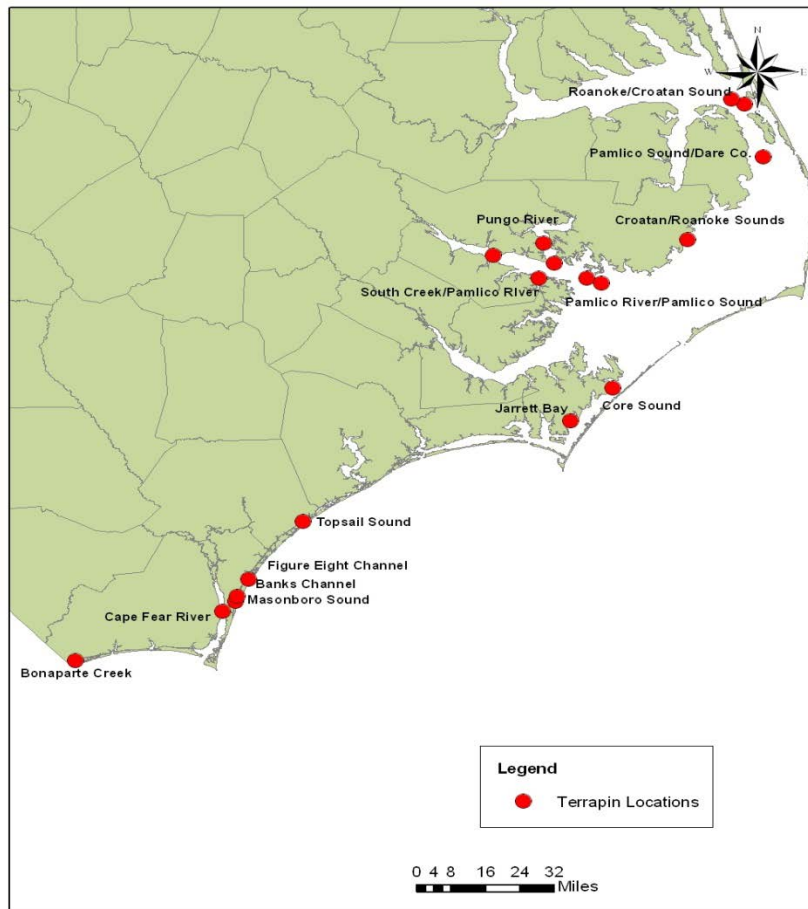 N
W E
S
Roanoke/Croatan Sound
Pamlico Sound/Dare Co.
Pungo River
Croatan/Roanoke Sounds
South Creek/Pamlico RIver
Pamlico River/Pamlico Sound
Jarrett Bay
Core Sound
Topsail Sound
Figure Eight Channel
Banks Channel
Masonboro Sound
Cape Fear River
Bonaparte Creek
Legend
Terrapin Locations
0 4 8 16 24 32
Miles